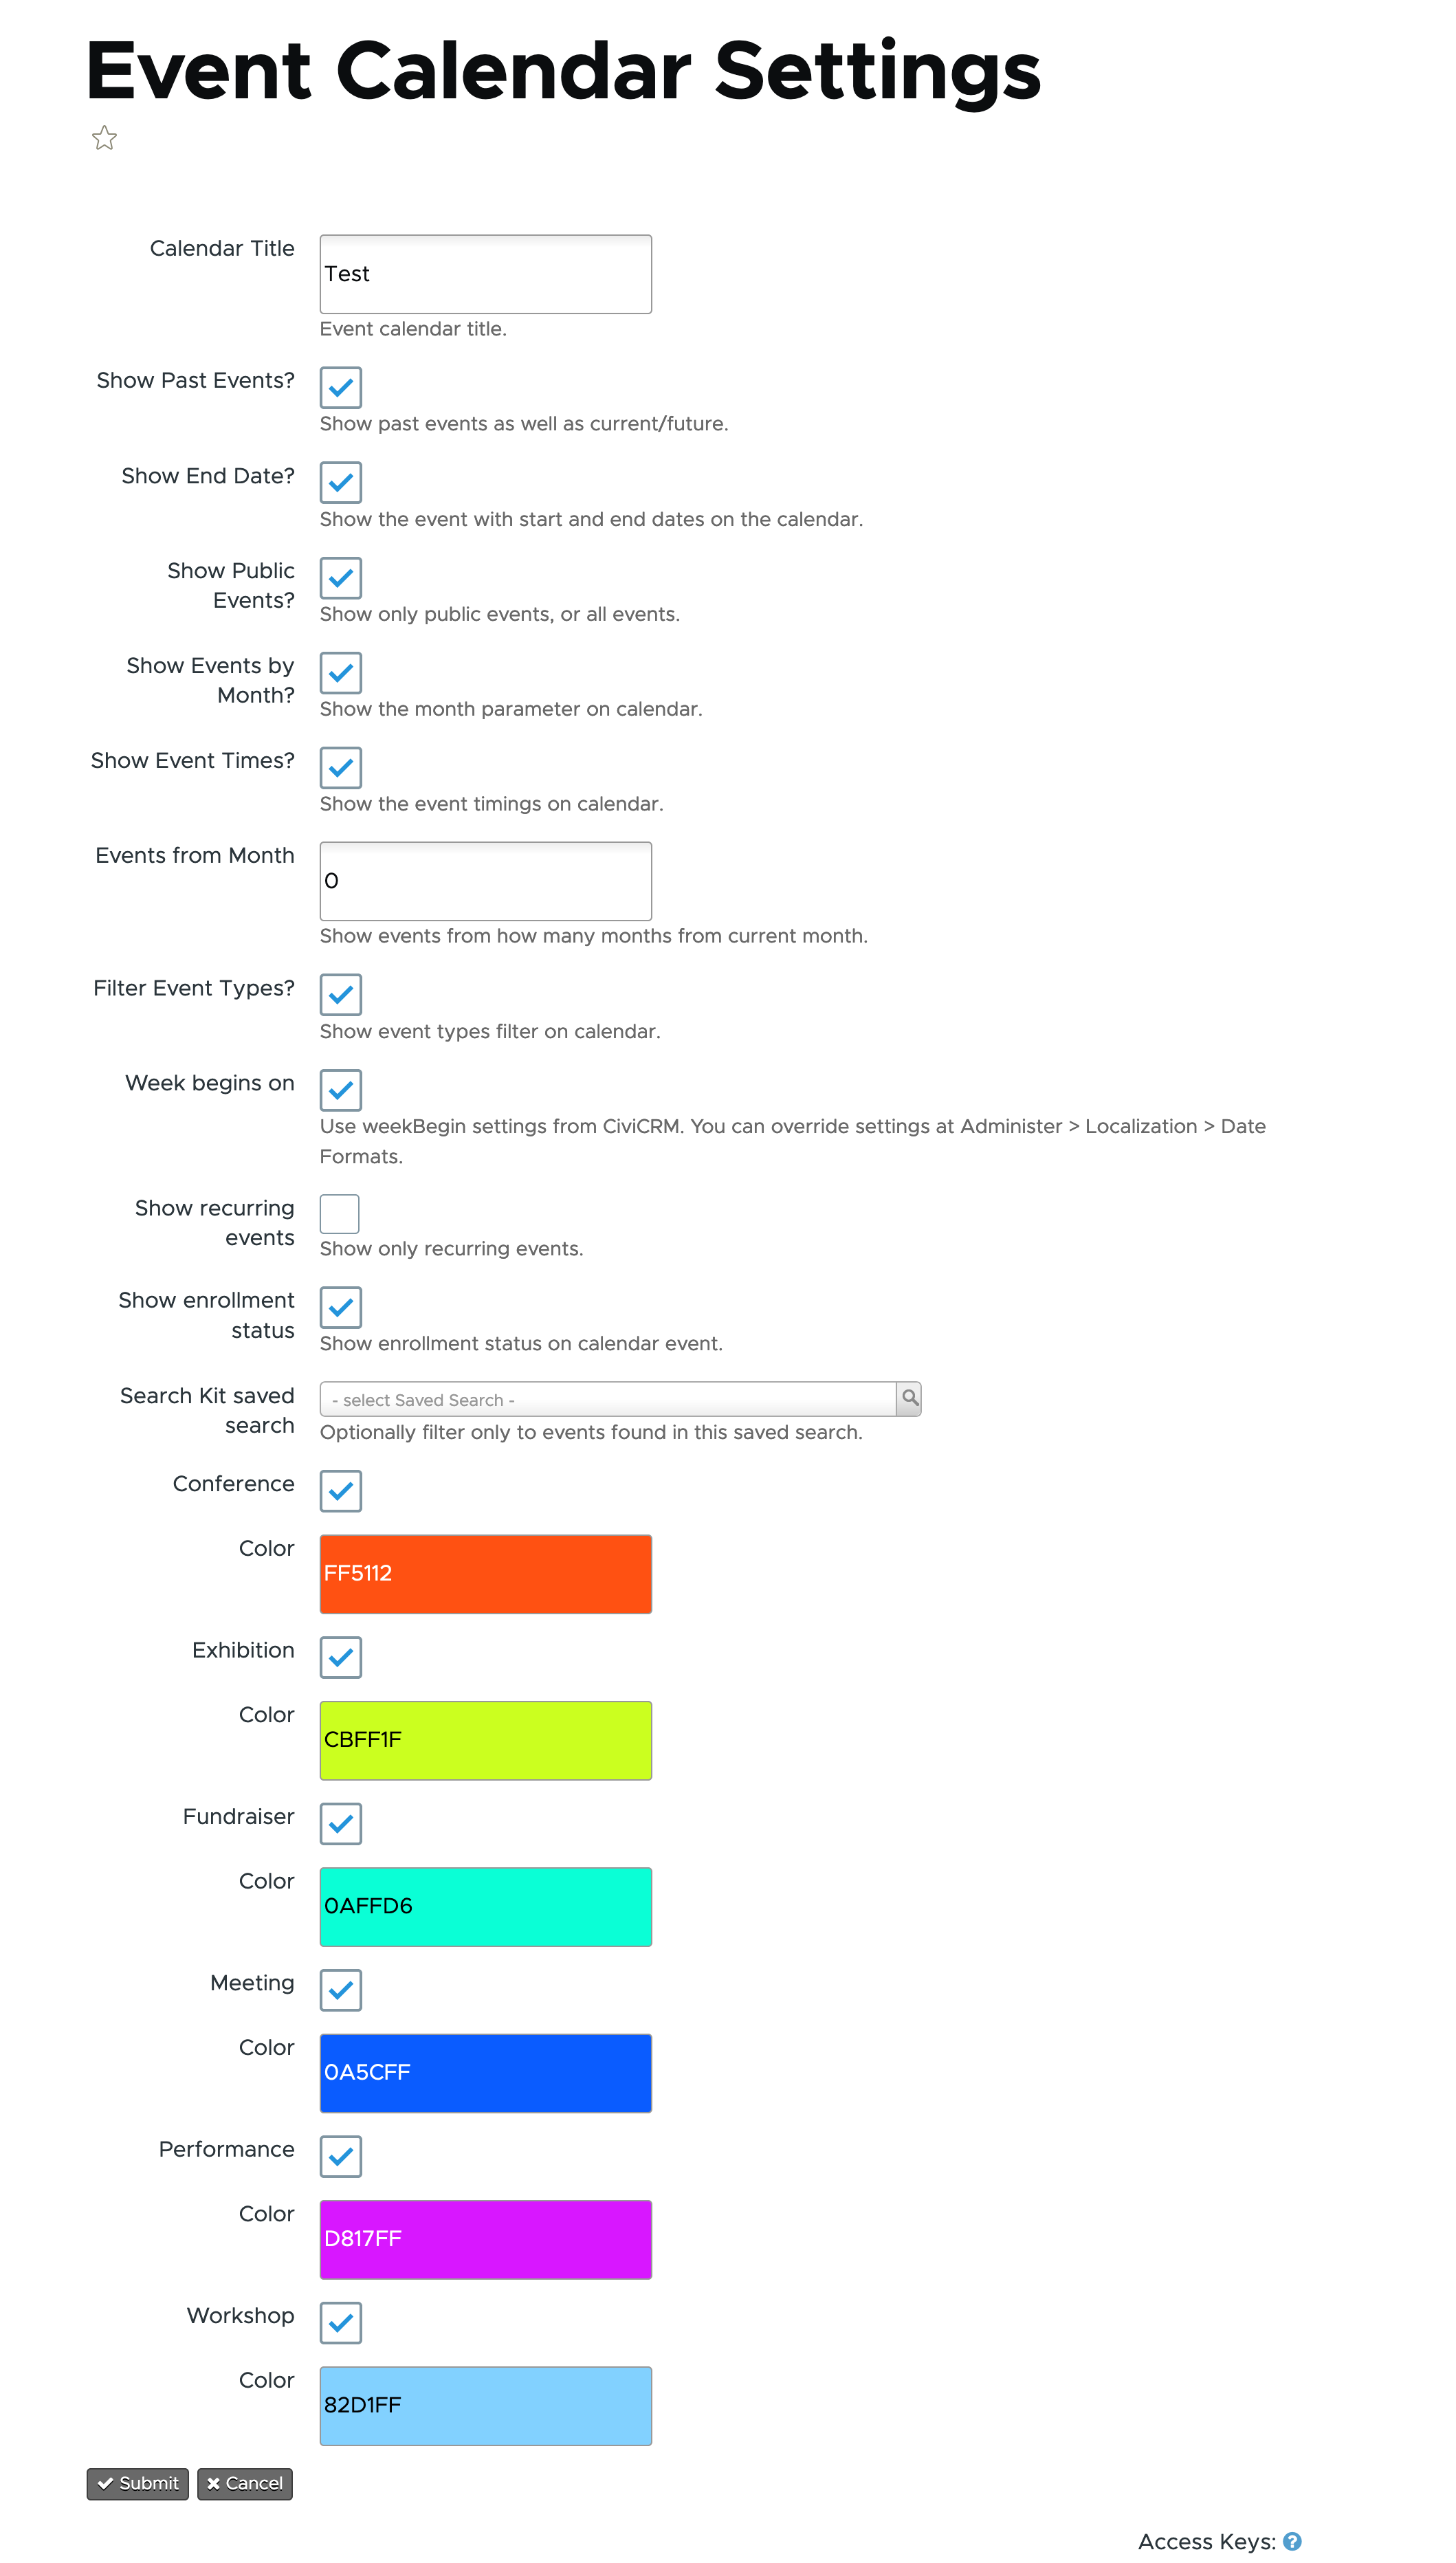 Event Calendar Settings
Calendar Title
Test
Event calendar title.
Show Past Events?
Show past events as well as current/future.
Show End Date?
Show the event with start and end dates on the calendar.
Show Public
Events?
Show only public events, or all events.
Show Events by
Month?
Show the month parameter on calendar.
Show Event Times?
Show the event timings on calendar.
Events from Month
0
Show events from how many months from current month.
Filter Event Types?
Show event types filter on calendar.
Week begins on
Use weekBegin settings from CiviCRM. You can override settings at Administer > Localization > Date
Formats.
Show recurring
events
Show only recurring events.
Show enrollment
status
Show enrollment status on calendar event.
Search Kit saved
search
- select Saved Search -
Optionally filter only to events found in this saved search.
Conference
Color
FF5112
Exhibition
Color
CBFF1F
Fundraiser
Color
0AFFD6
Meeting
Color
0A5CFF
Performance
Color
D817FF
Workshop
Color
82D1FF
Submit Cancel
Access Keys: ?